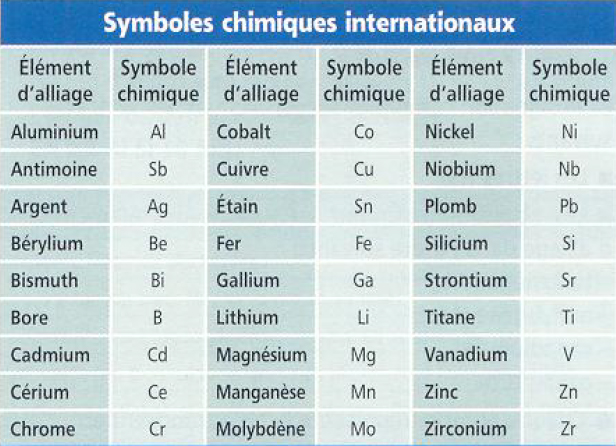 Symboles chimiques internationaux
Élément d'alliage Symbole chimique Élément d'alliage Symbole chimique Élément d'alliage Symbole chimique
Aluminium Al Cobalt Co Nickel Ni
Antimoine Sb Cuivre Cu Niobium Nb
Argent Ag Étain Sn Plomb Pb
Bérylium Be Fer Fe Silicium Si
Bismuth Bi Gallium Ga Strontium Sr
Bore B Lithium Li Titane Ti
Cadmium Cd Magnésium Mg Vanadium V
Cérium Ce Manganèse Mn Zinc Zn
Chrome Cr Molybdène Mo Zirconium Zr